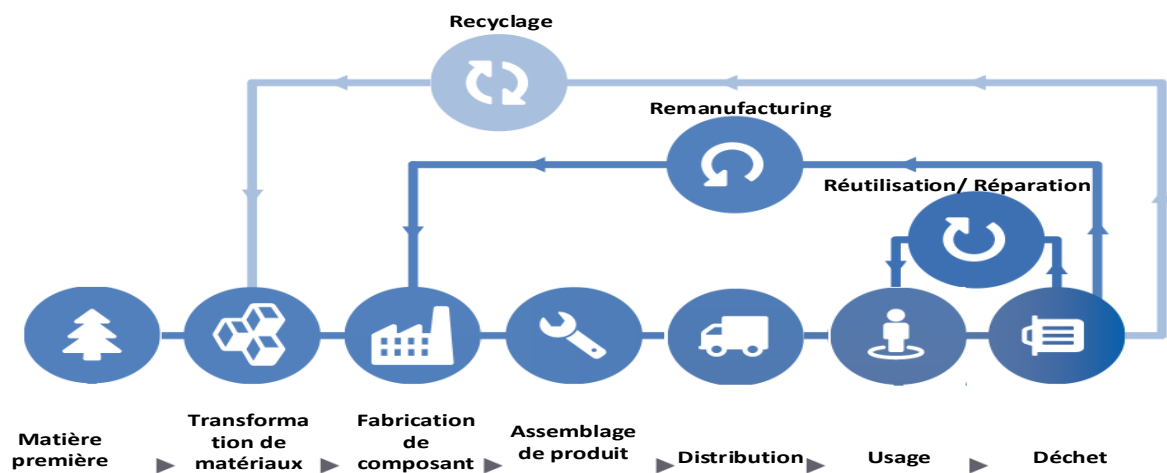 Recyclage
Remanufacturing
Réutilisation/ Réparation
Matière
première
Transforma
tion de
matériaux
Fabrication
de
composant
Assemblage
de produit
Distribution
Usage
Déchet